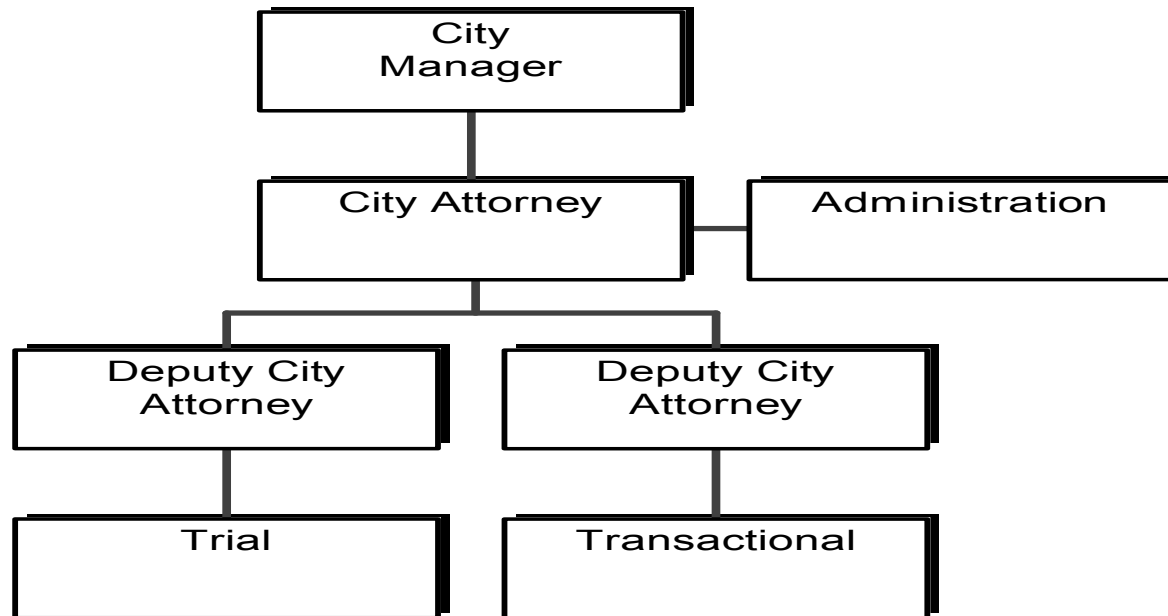 City
Manager
City Attorney
Administration
Deputy City
Attorney
Deputy City
Attorney
Trial
Transactional